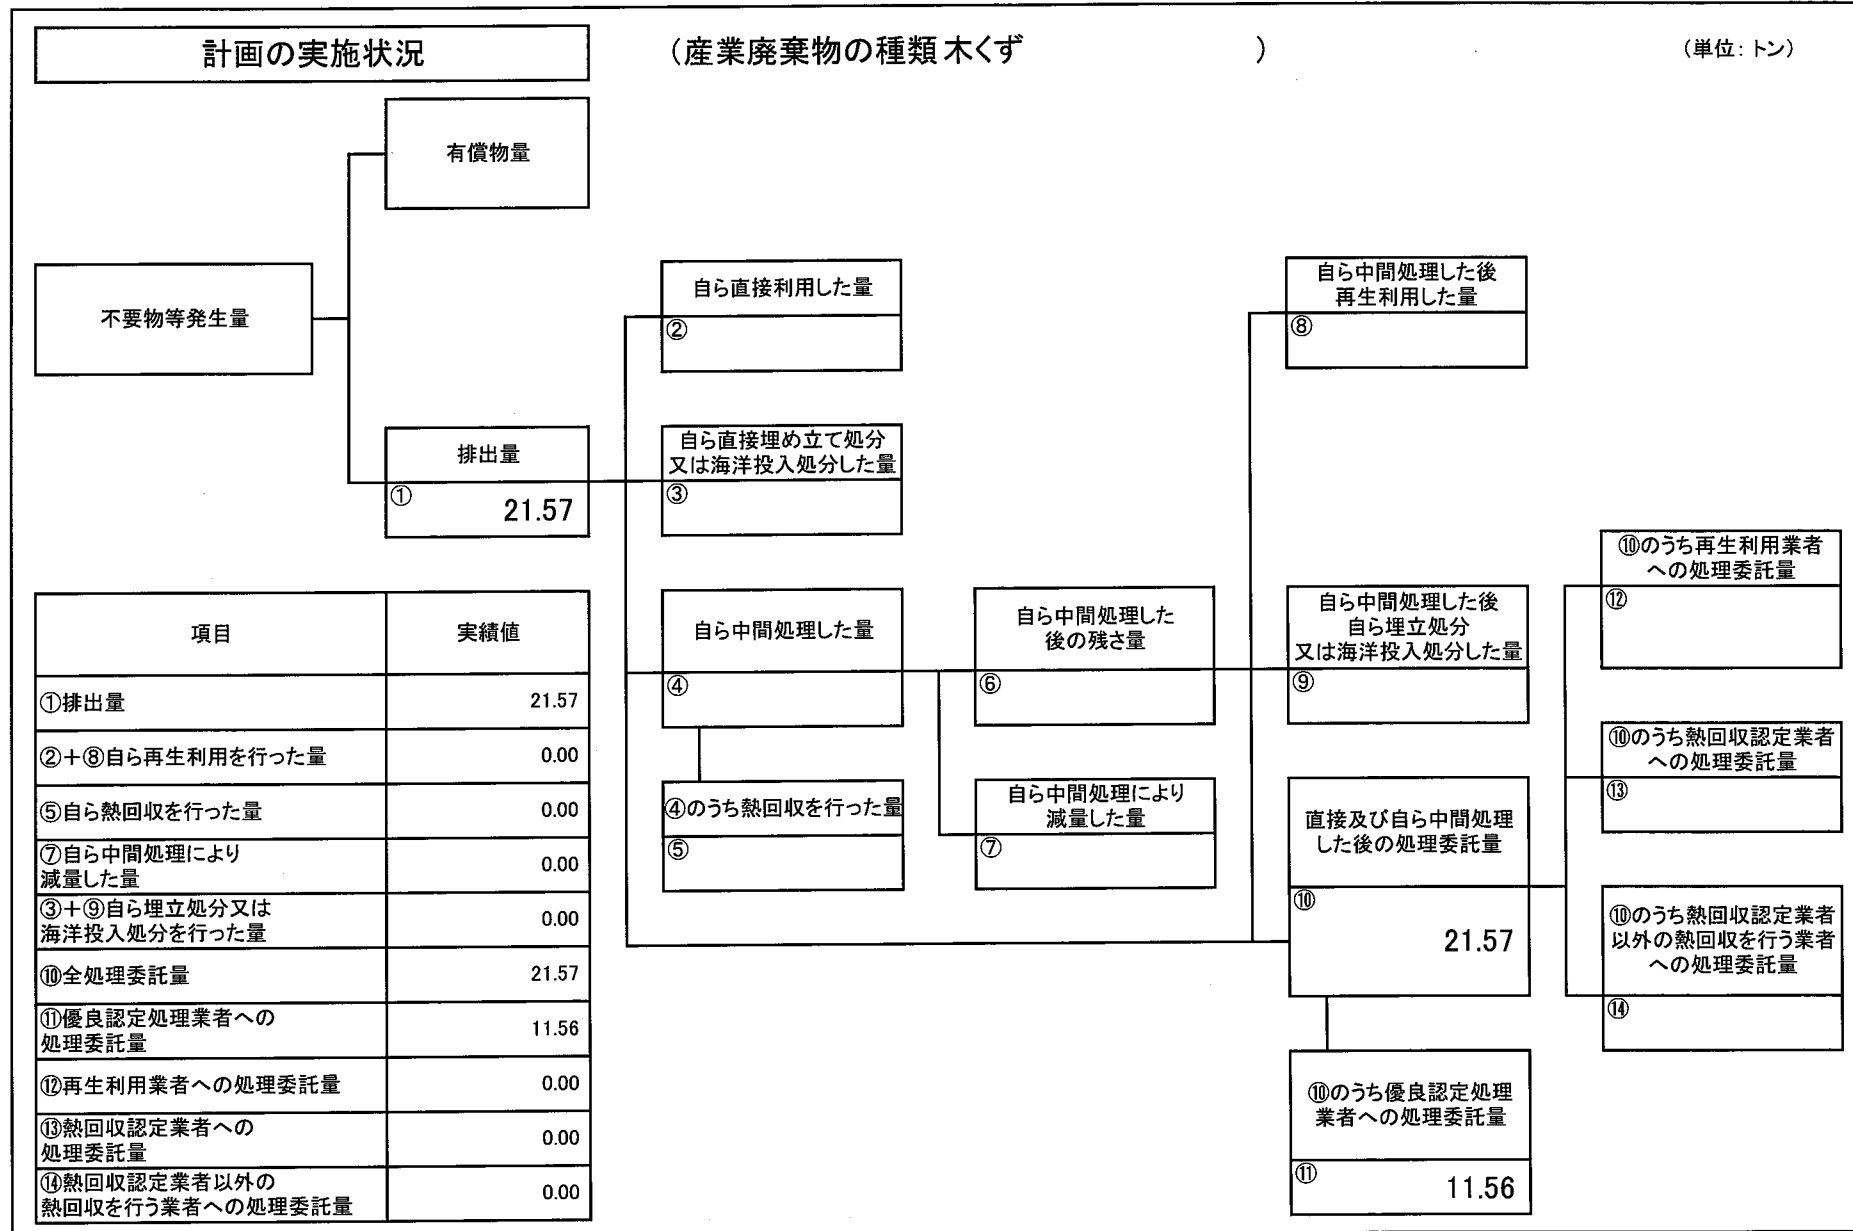 計画の実施状況
(産業廃棄物の種類 木くず )
(単位:トン)
有償物量
不要物等発生量
排出量
① 21.57
自ら直接利用した量
②
自ら直接埋め立て処分
又は海洋投入処分した量
③
自ら中間処理した量
④
④のうち熱回収を行った量
⑤
自ら中間処理した
後の残さ量
⑥
自ら中間処理により
減量した量
⑦
自ら中間処理した後
再生利用した量
⑧
自ら中間処理した後
自ら埋立処分
又は海洋投入処分した量
⑨
直接及び自ら中間処理
した後の処理委託量
⑩
21.57
⑩のうち優良認定処理
業者への処理委託量
⑪ 11.56
⑩のうち再生利用業者
への処理委託量
⑫
⑩のうち熱回収認定業者
への処理委託量
⑬
⑩のうち熱回収認定業者
以外の熱回収を行う業者
への処理委託量
⑭
項目 実績値
①排出量 21.57
②+⑧自ら再生利用を行った量 0.00
⑤自ら熱回収を行った量 0.00
⑦自ら中間処理により
減量した量 0.00
③+⑨自ら埋立処分又は
海洋投入処分を行った量 0.00
⑩全処理委託量 21.57
⑪優良認定処理業者への
処理委託量 11.56
⑫再生利用業者への処理委託量 0.00
⑬熱回収認定業者への
処理委託量 0.00
⑭熱回収認定業者以外の
熱回収を行う業者への処理委託量 0.00